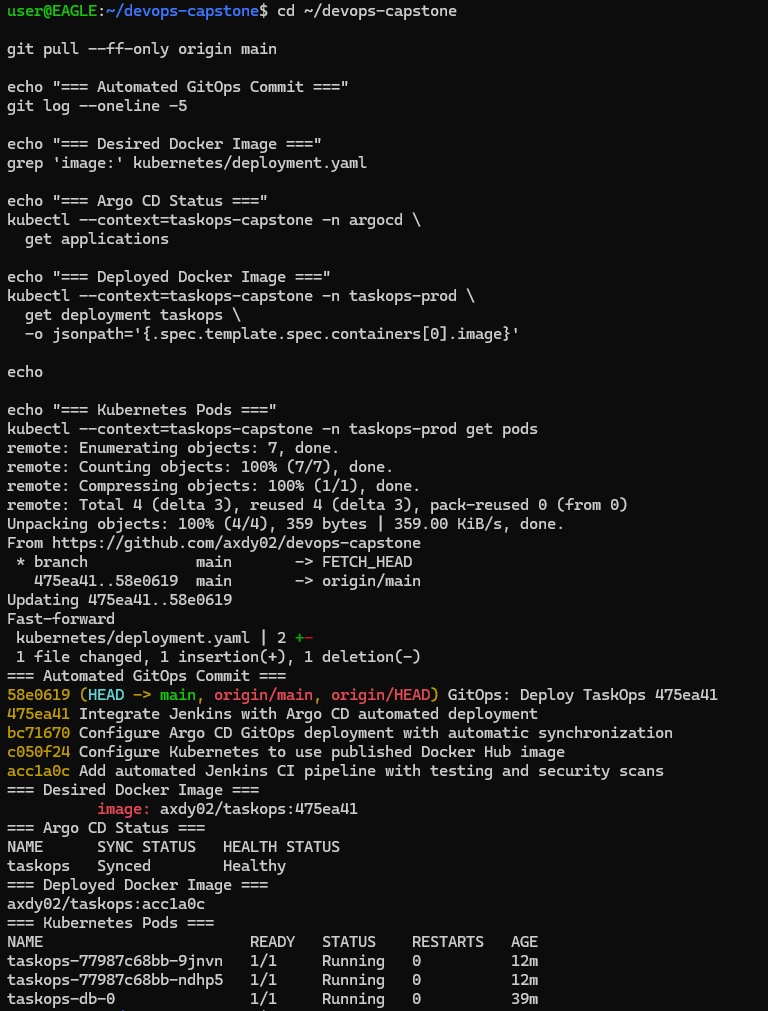 user@EAGLE:~/devops-capstone$ cd ~/devops-capstone

git pull --ff-only origin main

echo "=== Automated GitOps Commit ==="
git log --oneline -5

echo "=== Desired Docker Image ==="
grep 'image:' kubernetes/deployment.yaml

echo "=== Argo CD Status ==="
kubectl --context=taskops-capstone -n argocd \
  get applications

echo "=== Deployed Docker Image ==="
kubectl --context=taskops-capstone -n taskops-prod \
  get deployment taskops \
  -o jsonpath='{.spec.template.spec.containers[0].image}'

echo

echo "=== Kubernetes Pods ==="
kubectl --context=taskops-capstone -n taskops-prod get pods
remote: Enumerating objects: 7, done.
remote: Counting objects: 100% (7/7), done.
remote: Compressing objects: 100% (1/1), done.
remote: Total 4 (delta 3), reused 4 (delta 3), pack-reused 0 (from 0)
Unpacking objects: 100% (4/4), 359 bytes | 359.00 KiB/s, done.
From https://github.com/axdy02/devops-capstone
 * branch            main       -> FETCH_HEAD
   475ea41..58e0619  main       -> origin/main
Updating 475ea41..58e0619
Fast-forward
 kubernetes/deployment.yaml | 2 +-
 1 file changed, 1 insertion(+), 1 deletion(-)
=== Automated GitOps Commit ===
58e0619 (HEAD -> main, origin/main, origin/HEAD) GitOps: Deploy TaskOps 475ea41
475ea41 Integrate Jenkins with Argo CD automated deployment
bc71670 Configure Argo CD GitOps deployment with automatic synchronization
c050f24 Configure Kubernetes to use published Docker Hub image
acc1a0c Add automated Jenkins CI pipeline with testing and security scans
=== Desired Docker Image ===
          image: axdy02/taskops:475ea41
=== Argo CD Status ===
NAME      SYNC STATUS   HEALTH STATUS
taskops   Synced        Healthy
=== Deployed Docker Image ===
axdy02/taskops:acc1a0c
=== Kubernetes Pods ===
NAME                       READY   STATUS    RESTARTS   AGE
taskops-77987c68bb-9jnvn   1/1     Running   0          12m
taskops-77987c68bb-ndhp5   1/1     Running   0          12m
taskops-db-0               1/1     Running   0          39m